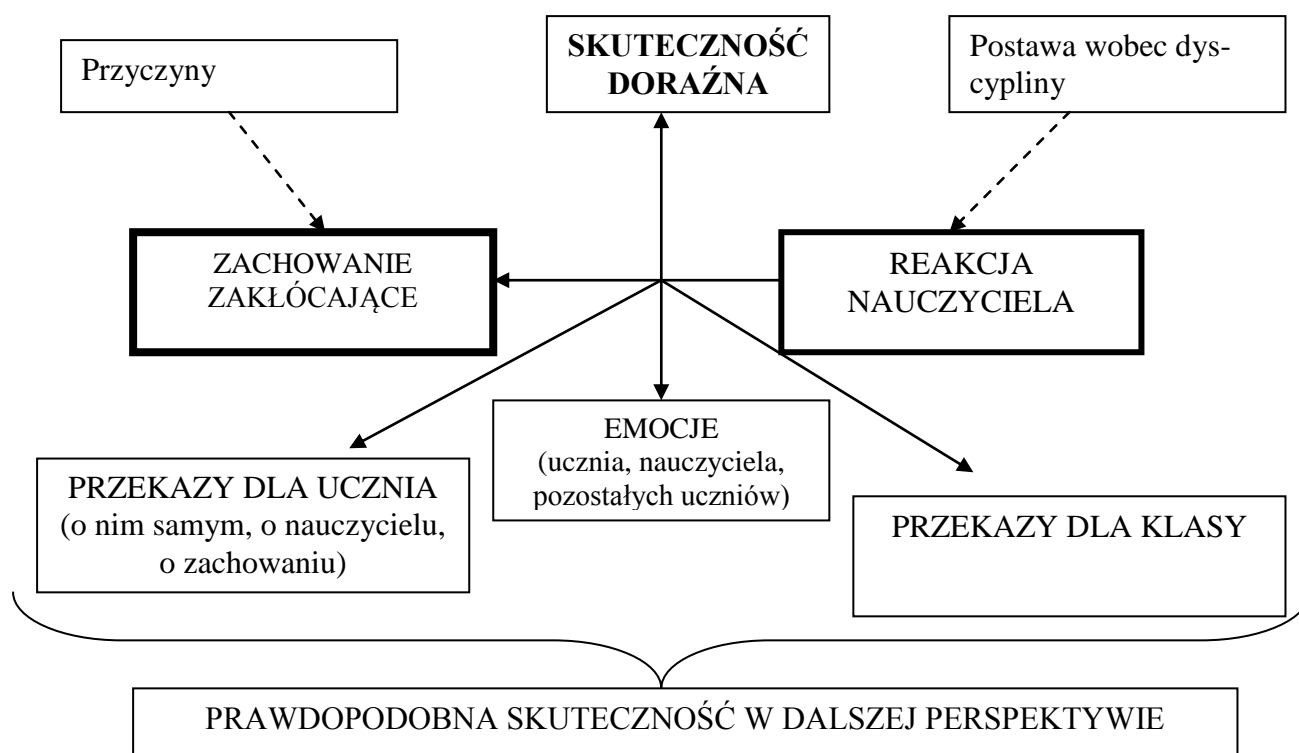 Przyczyny
SKUTECZNOŚĆ
DORAŹNA
Postawa wobec dys-
cypliny
ZACHOWANIE
ZAKŁÓCAJĄCE
REAKCJA
NAUCZYCIELA
EMOCJE
(ucznia, nauczyciela,
pozostałych uczniów)
PRZEKAZY DLA UCZNIA
(o nim samym, o nauczycielu,
o zachowaniu)
PRZEKAZY DLA KLASY
PRAWDOPODOBNA SKUTECZNOŚĆ W DALSZEJ PERSPEKTYWIE